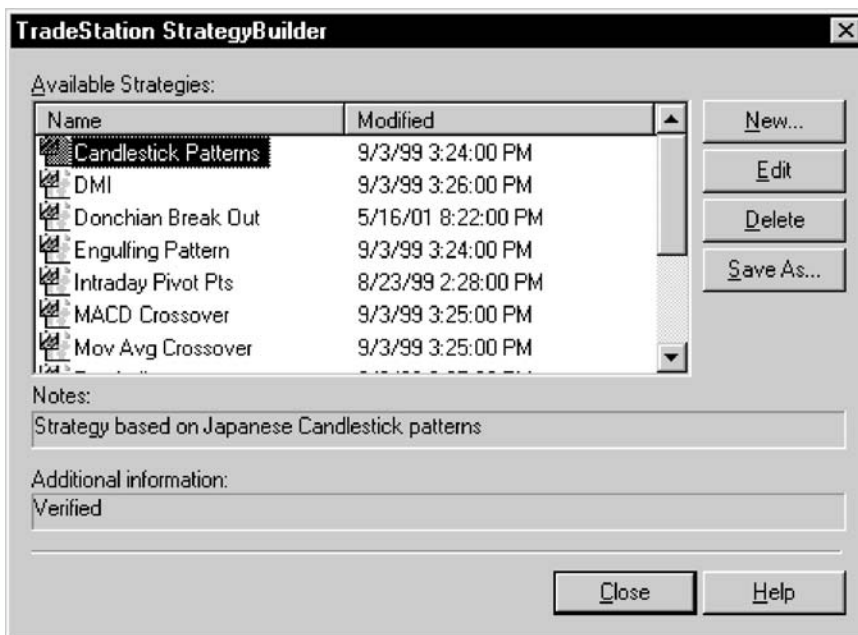 TradeStation StrategyBuilder
Available Strategies:
Name Modified
Candlestick Patterns 9/3/99 3:24:00 PM
DMI 9/3/99 3:26:00 PM
Donchian Break Out 5/16/01 8:22:00 PM
Engulfing Pattern 9/3/99 3:24:00 PM
Intraday Pivot Pts 8/23/99 2:28:00 PM
MACD Crossover 9/3/99 3:25:00 PM
Mov Avg Crossover 9/3/99 3:25:00 PM
New...
Edit
Delete
Save As...
Notes:
Strategy based on Japanese Candlestick patterns
Additional information:
Verified
Close
Help